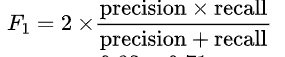 F₁ = 2 × (precision × recall) / (precision + recall)